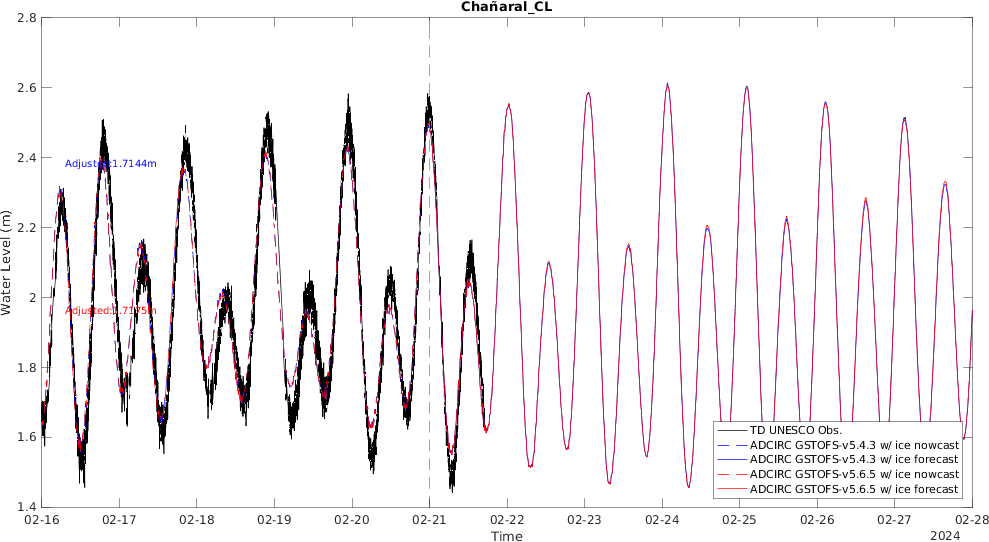 Chañaral_CL
Water Level (m)
2.8
2.6
2.4
2.2
2
1.8
1.6
1.4
Adjusted:1.7144m
Adjusted:1.7175m
TD UNESCO Obs.
ADCIRC GSTOFS-v5.4.3 w/ ice nowcast
ADCIRC GSTOFS-v5.4.3 w/ ice forecast
ADCIRC GSTOFS-v5.6.5 w/ ice nowcast
ADCIRC GSTOFS-v5.6.5 w/ ice forecast
02-16 02-17 02-18 02-19 02-20 02-21 02-22 02-23 02-24 02-25 02-26 02-27 02-28
Time
2024